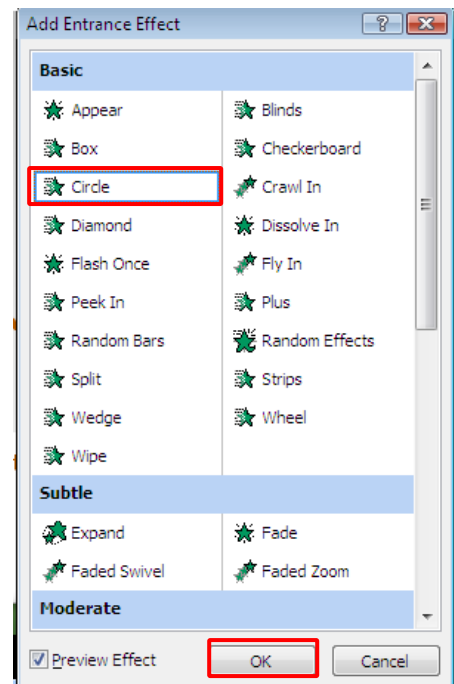 Add Entrance Effect
Basic
Appear Blinds
Box Checkerboard
Circle Crawl In
Diamond Dissolve In
Flash Once Fly In
Peek In Plus
Random Bars Random Effects
Split Strips
Wedge Wheel
Wipe
Subtle
Expand Fade
Faded Swivel Faded Zoom
Moderate
Preview Effect OK Cancel